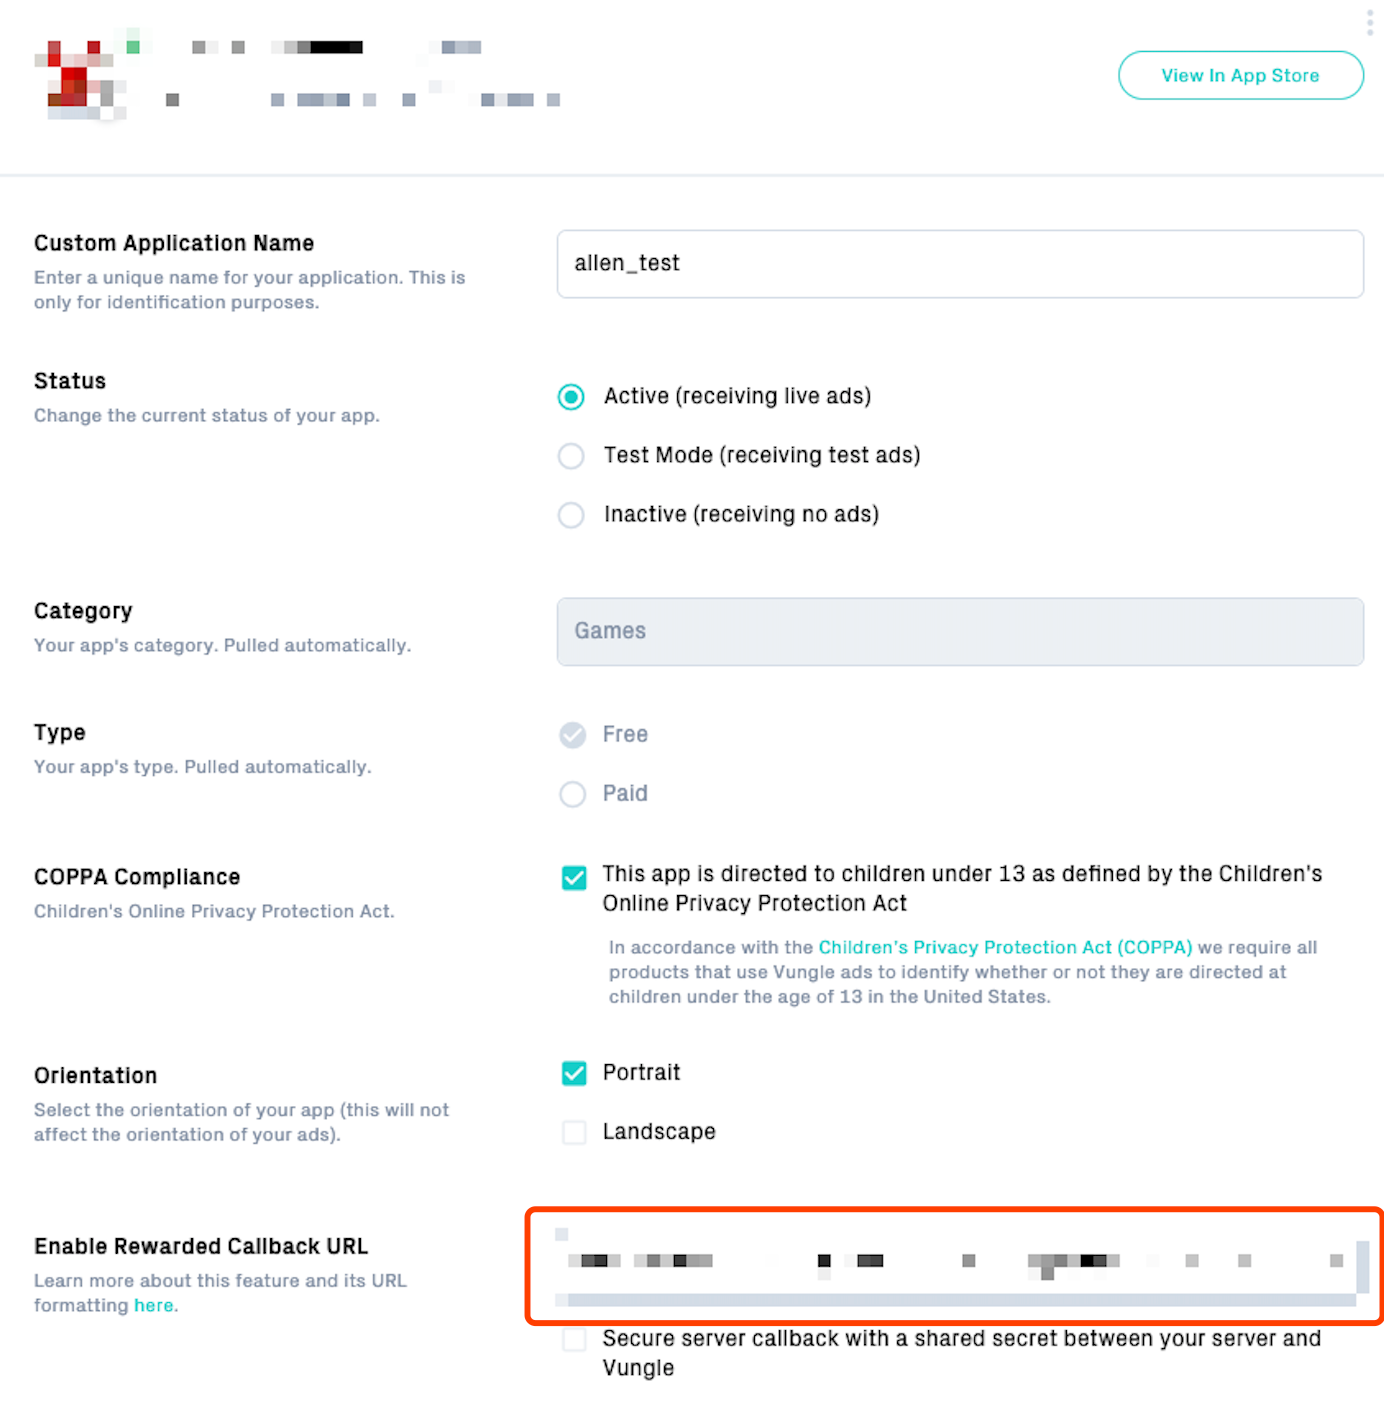 View In App Store
Custom Application Name
Enter a unique name for your application. This is
only for identification purposes.
allen_test
Status
Change the current status of your app.
Active (receiving live ads)
Test Mode (receiving test ads)
Inactive (receiving no ads)
Category
Your app's category. Pulled automatically.
Games
Type
Your app's type. Pulled automatically.
Free
Paid
COPPA Compliance
Children's Online Privacy Protection Act.
This app is directed to children under 13 as defined by the Children's
Online Privacy Protection Act
In accordance with the Children's Privacy Protection Act (COPPA) we require all
products that use Vungle ads to identify whether or not they are directed at
children under the age of 13 in the United States.
Orientation
Select the orientation of your app (this will not
affect the orientation of your ads).
Portrait
Landscape
Enable Rewarded Callback URL
Learn more about this feature and its URL
formatting here.
Secure server callback with a shared secret between your server and
Vungle